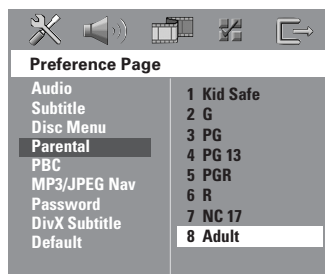 Preference Page
Audio
Subtitle
Disc Menu
Parental
PBC
MP3/JPEG Nav
Password
DivX Subtitle
Default
1 Kid Safe
2 G
3 PG
4 PG 13
5 PGR
6 R
7 NC 17
8 Adult